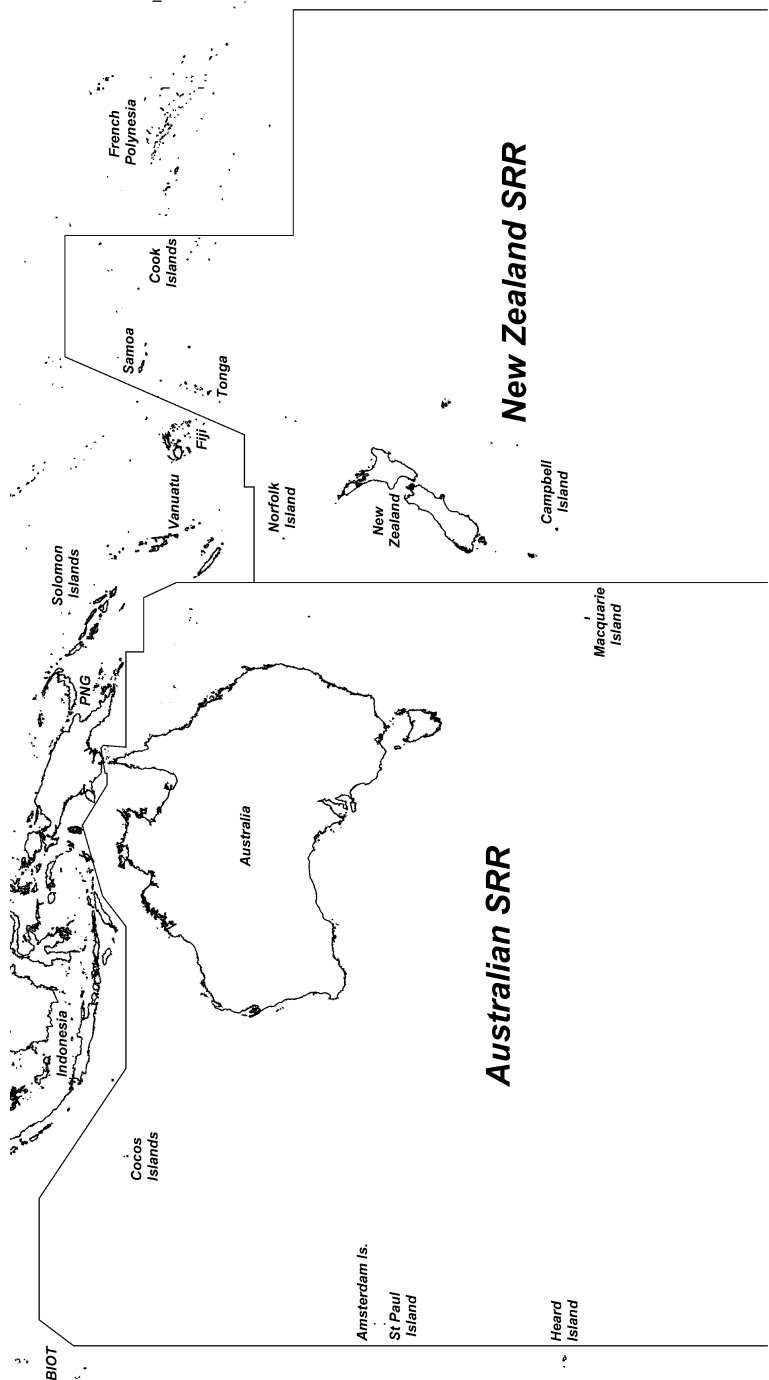 BIOT
Indonesia
PNG
Solomon
Islands
Vanuatu
Fiji
Samoa
Tonga
Cook
Islands
French
Polynesia
Cocos
Islands
Australia
Norfolk
Island
New
Zealand
Amsterdam Is.
St Paul
Island
Heard
Island
Australian SRR
Macquarie
Island
Campbell
Island
New Zealand SRR